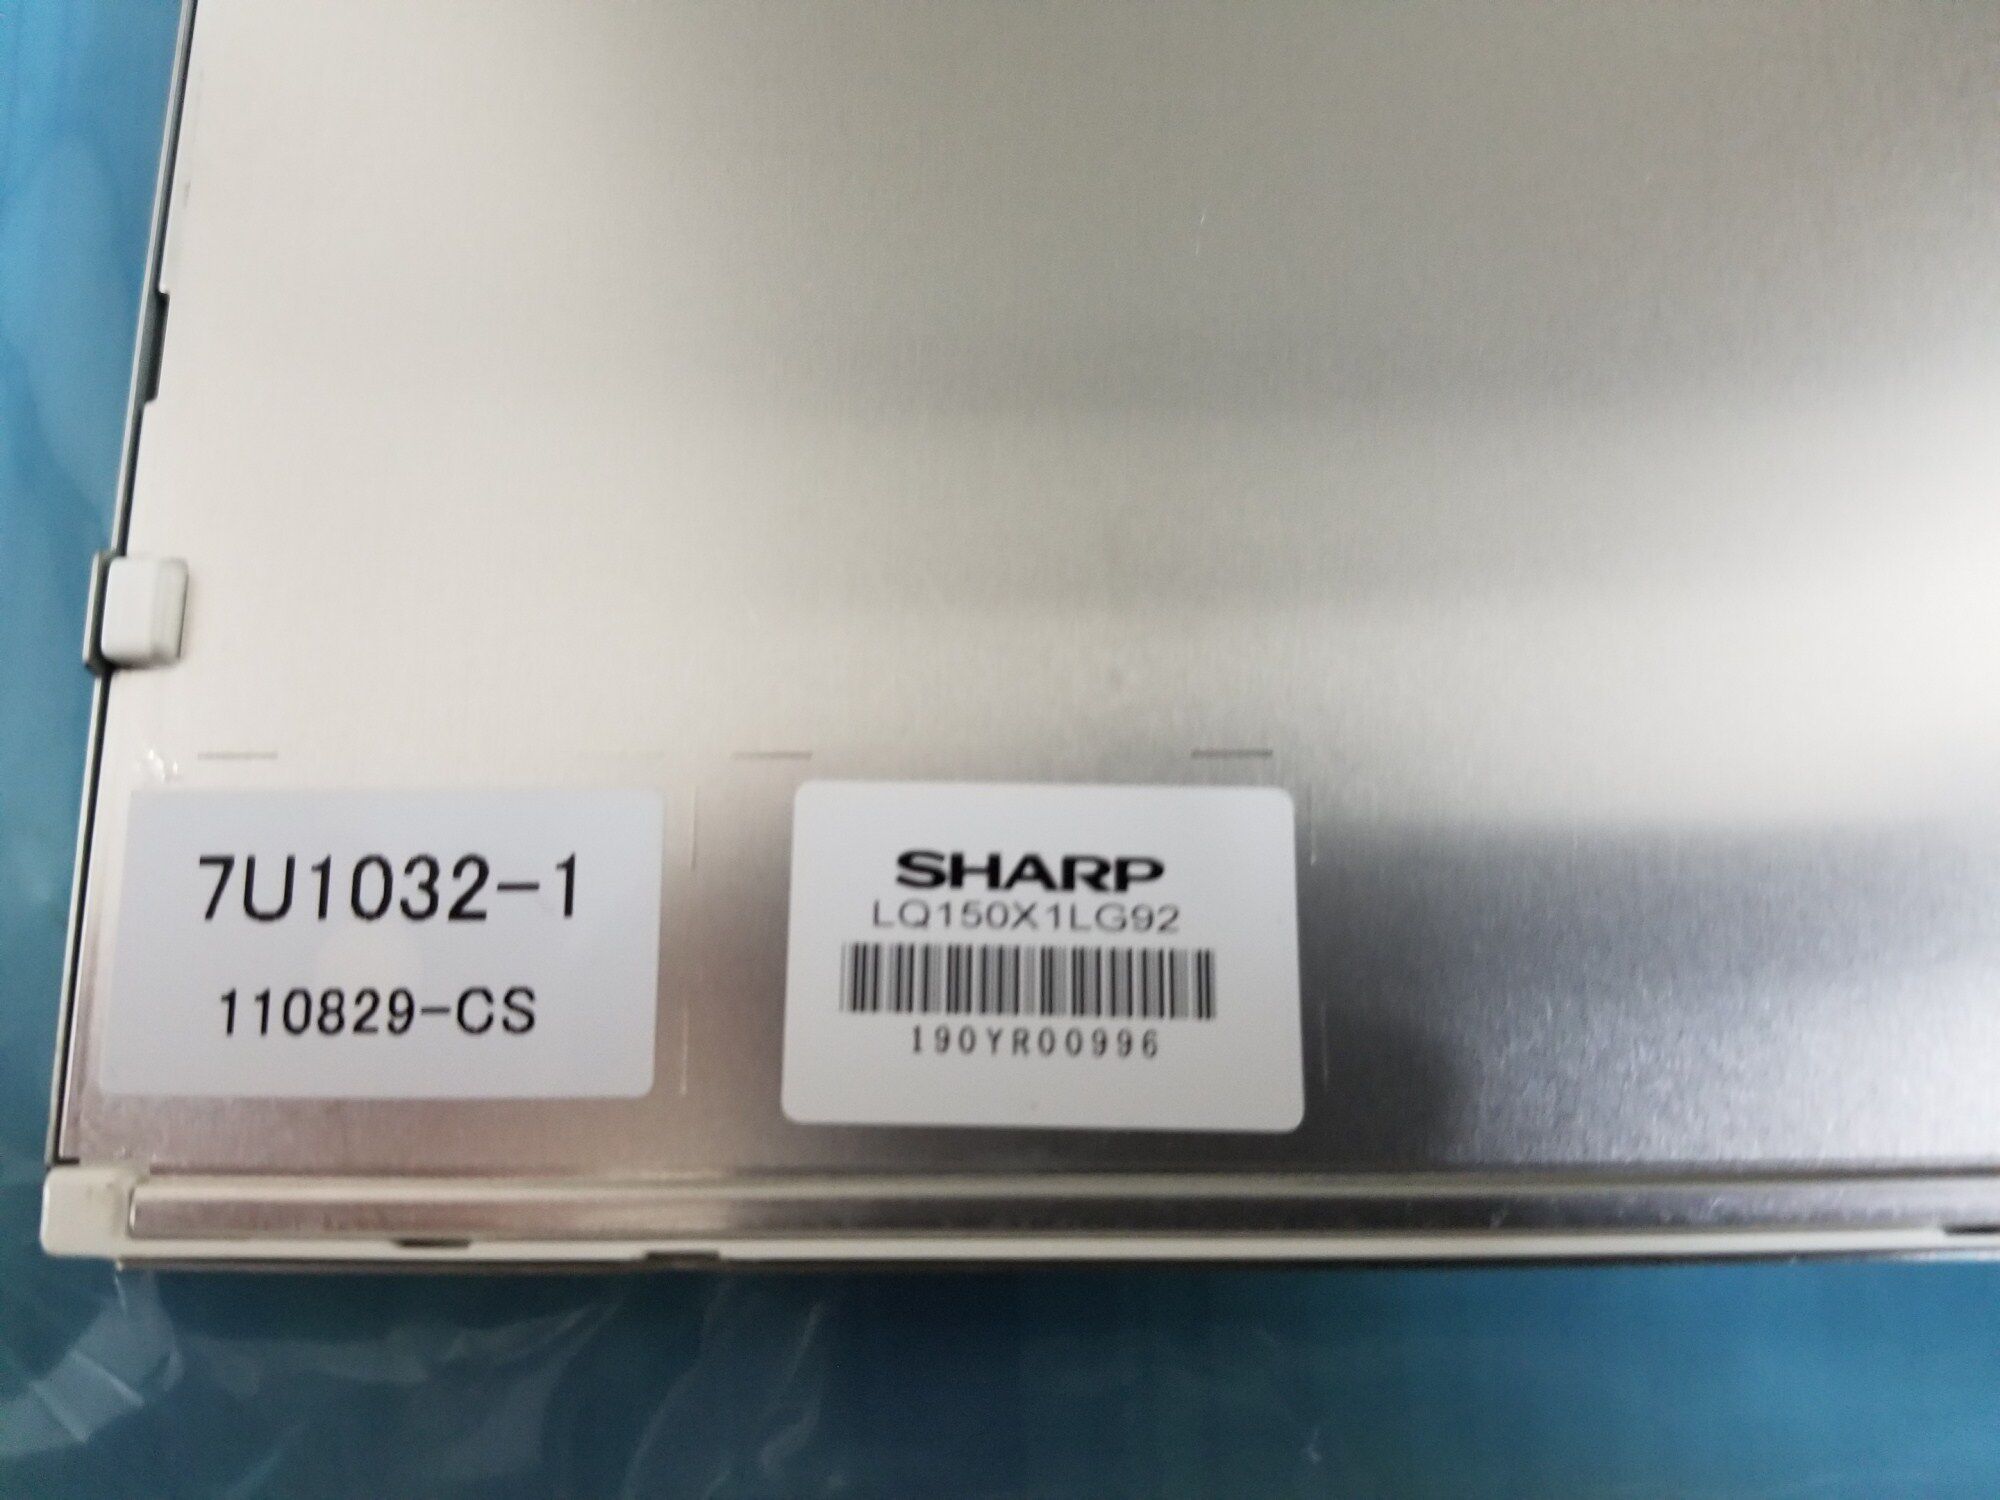 7U1032-1
110829-CS
SHARP
LQ150X1LG92
190YR00996